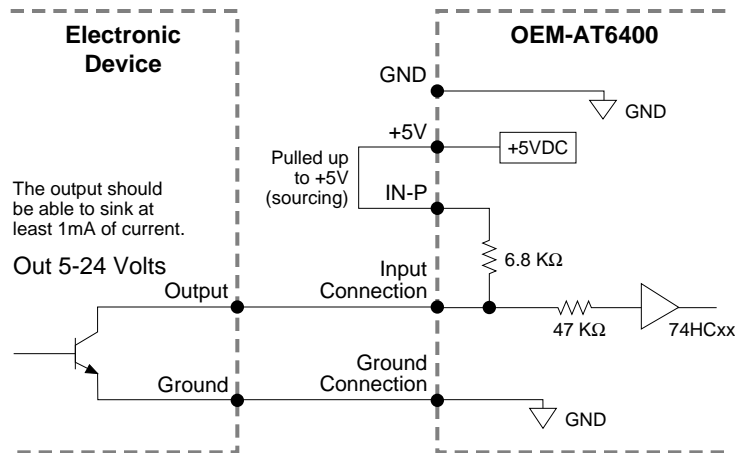 Electronic
Device
OEM-AT6400
GND
GND
+5V
+5VDC
Pulled up
to +5V
(sourcing)
IN-P
The output should
be able to sink at
least 1mA of current.
Out 5-24 Volts
6.8 KΩ
Output
Input
Connection
47 KΩ
74HCxx
Ground
Ground
Connection
GND